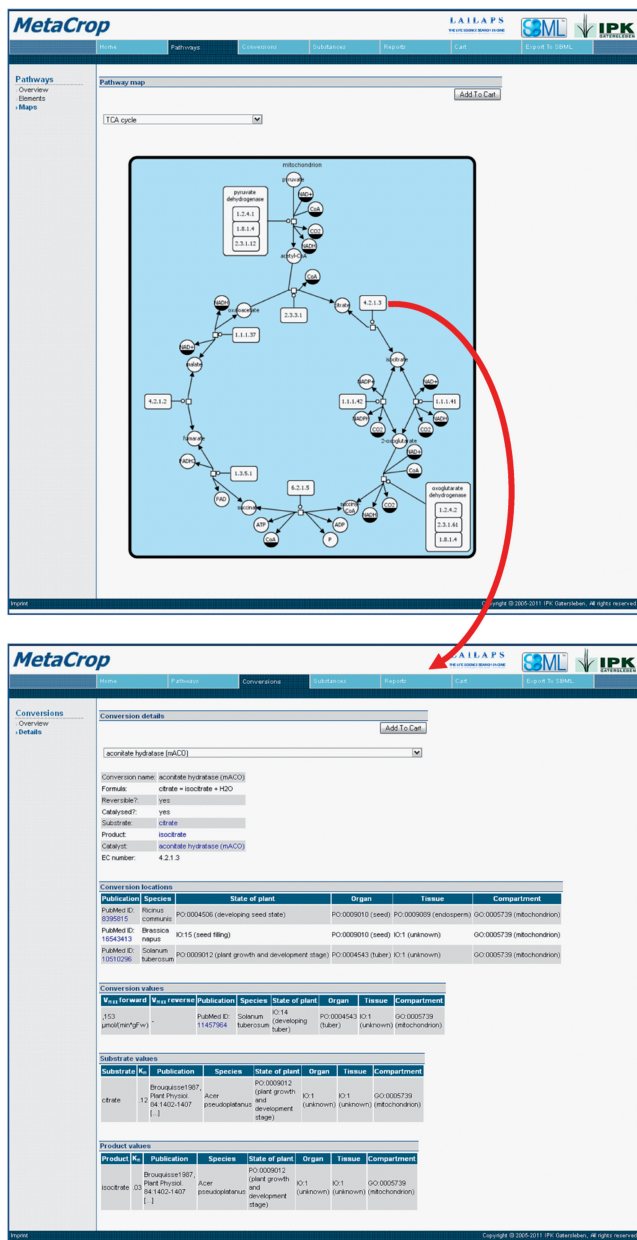 MetaCrop
LAILAPS
THE LIFE SCIENCE SEARCH ENGINE
SBML
IPK
GATERSLEBEN
Home Pathways Conversions Substances Reports Cart Export To SBML
Pathways
Overview
Elements
Maps
Pathway map
Add To Cart
TCA cycle
mitochondrion
pyruvate
pyruvate
dehydrogenase
1.2.4.1
1.8.1.4
2.3.1.12
NAD+
CoA
CO2
NADH
acetyl-CoA
CoA
NADH
oxaloacetate
citrate
4.2.1.3
2.3.3.1
1.1.1.37
NAD+
malate
isocitrate
NADP+
NAD+
4.2.1.2
1.1.1.42
1.1.1.41
NADPH
NADH
CO2
CO2
fumarate
2-oxoglutarate
NAD+
FADH2
CoA
1.3.5.1
6.2.1.5
oxoglutarate
dehydrogenase
1.2.4.2
2.3.1.61
1.8.1.4
FAD
succinate
succinyl-
CoA
CO2
NADH
ATP
ADP
CoA
P
Imprint
Copyright © 2005-2011 IPK Gatersleben, All rights reserved
MetaCrop
LAILAPS
THE LIFE SCIENCE SEARCH ENGINE
SBML
IPK
GATERSLEBEN
Home Pathways Conversions Substances Reports Cart Export To SBML
Conversions
Overview
Details
Conversion details
Add To Cart
aconitate hydratase (mACO)
Conversion name: aconitate hydratase (mACO)
Formula: citrate = isocitrate + H2O
Reversible?: yes
Catalysed?: yes
Substrate: citrate
Product: isocitrate
Catalyst: aconitate hydratase (mACO)
EC number: 4.2.1.3
Conversion locations
Publication Species State of plant Organ Tissue Compartment
PubMed ID: 8395815 Ricinus communis PO:0004506 (developing seed state) PO:0009010 (seed) PO:0009089 (endosperm) GO:0005739 (mitochondrion)
PubMed ID: 16543413 Brassica napus IO:15 (seed filling) PO:0009010 (seed) IO:1 (unknown) GO:0005739 (mitochondrion)
PubMed ID: 10510296 Solanum tuberosum PO:0009012 (plant growth and development stage) PO:0004543 (tuber) IO:1 (unknown) GO:0005739 (mitochondrion)
Conversion values
Vmax forward Vmax reverse Publication Species State of plant Organ Tissue Compartment
,153 µmol/(min*gFw) - PubMed ID: 11457964 Solanum tuberosum IO:14 (developing tuber) PO:0004543 (tuber) IO:1 (unknown) GO:0005739 (mitochondrion)
Substrate values
Substrate Km Publication Species State of plant Organ Tissue Compartment
citrate .12 Brouquisse1987, Plant Physiol. 84:1402-1407 [...] Acer pseudoplatanus PO:0009012 (plant growth and development stage) IO:1 (unknown) IO:1 (unknown) GO:0005739 (mitochondrion)
Product values
Product Km Publication Species State of plant Organ Tissue Compartment
isocitrate .03 Brouquisse1987, Plant Physiol. 84:1402-1407 [...] Acer pseudoplatanus PO:0009012 (plant growth and development stage) IO:1 (unknown) IO:1 (unknown) GO:0005739 (mitochondrion)
Imprint
Copyright © 2005-2011 IPK Gatersleben, All rights reserved